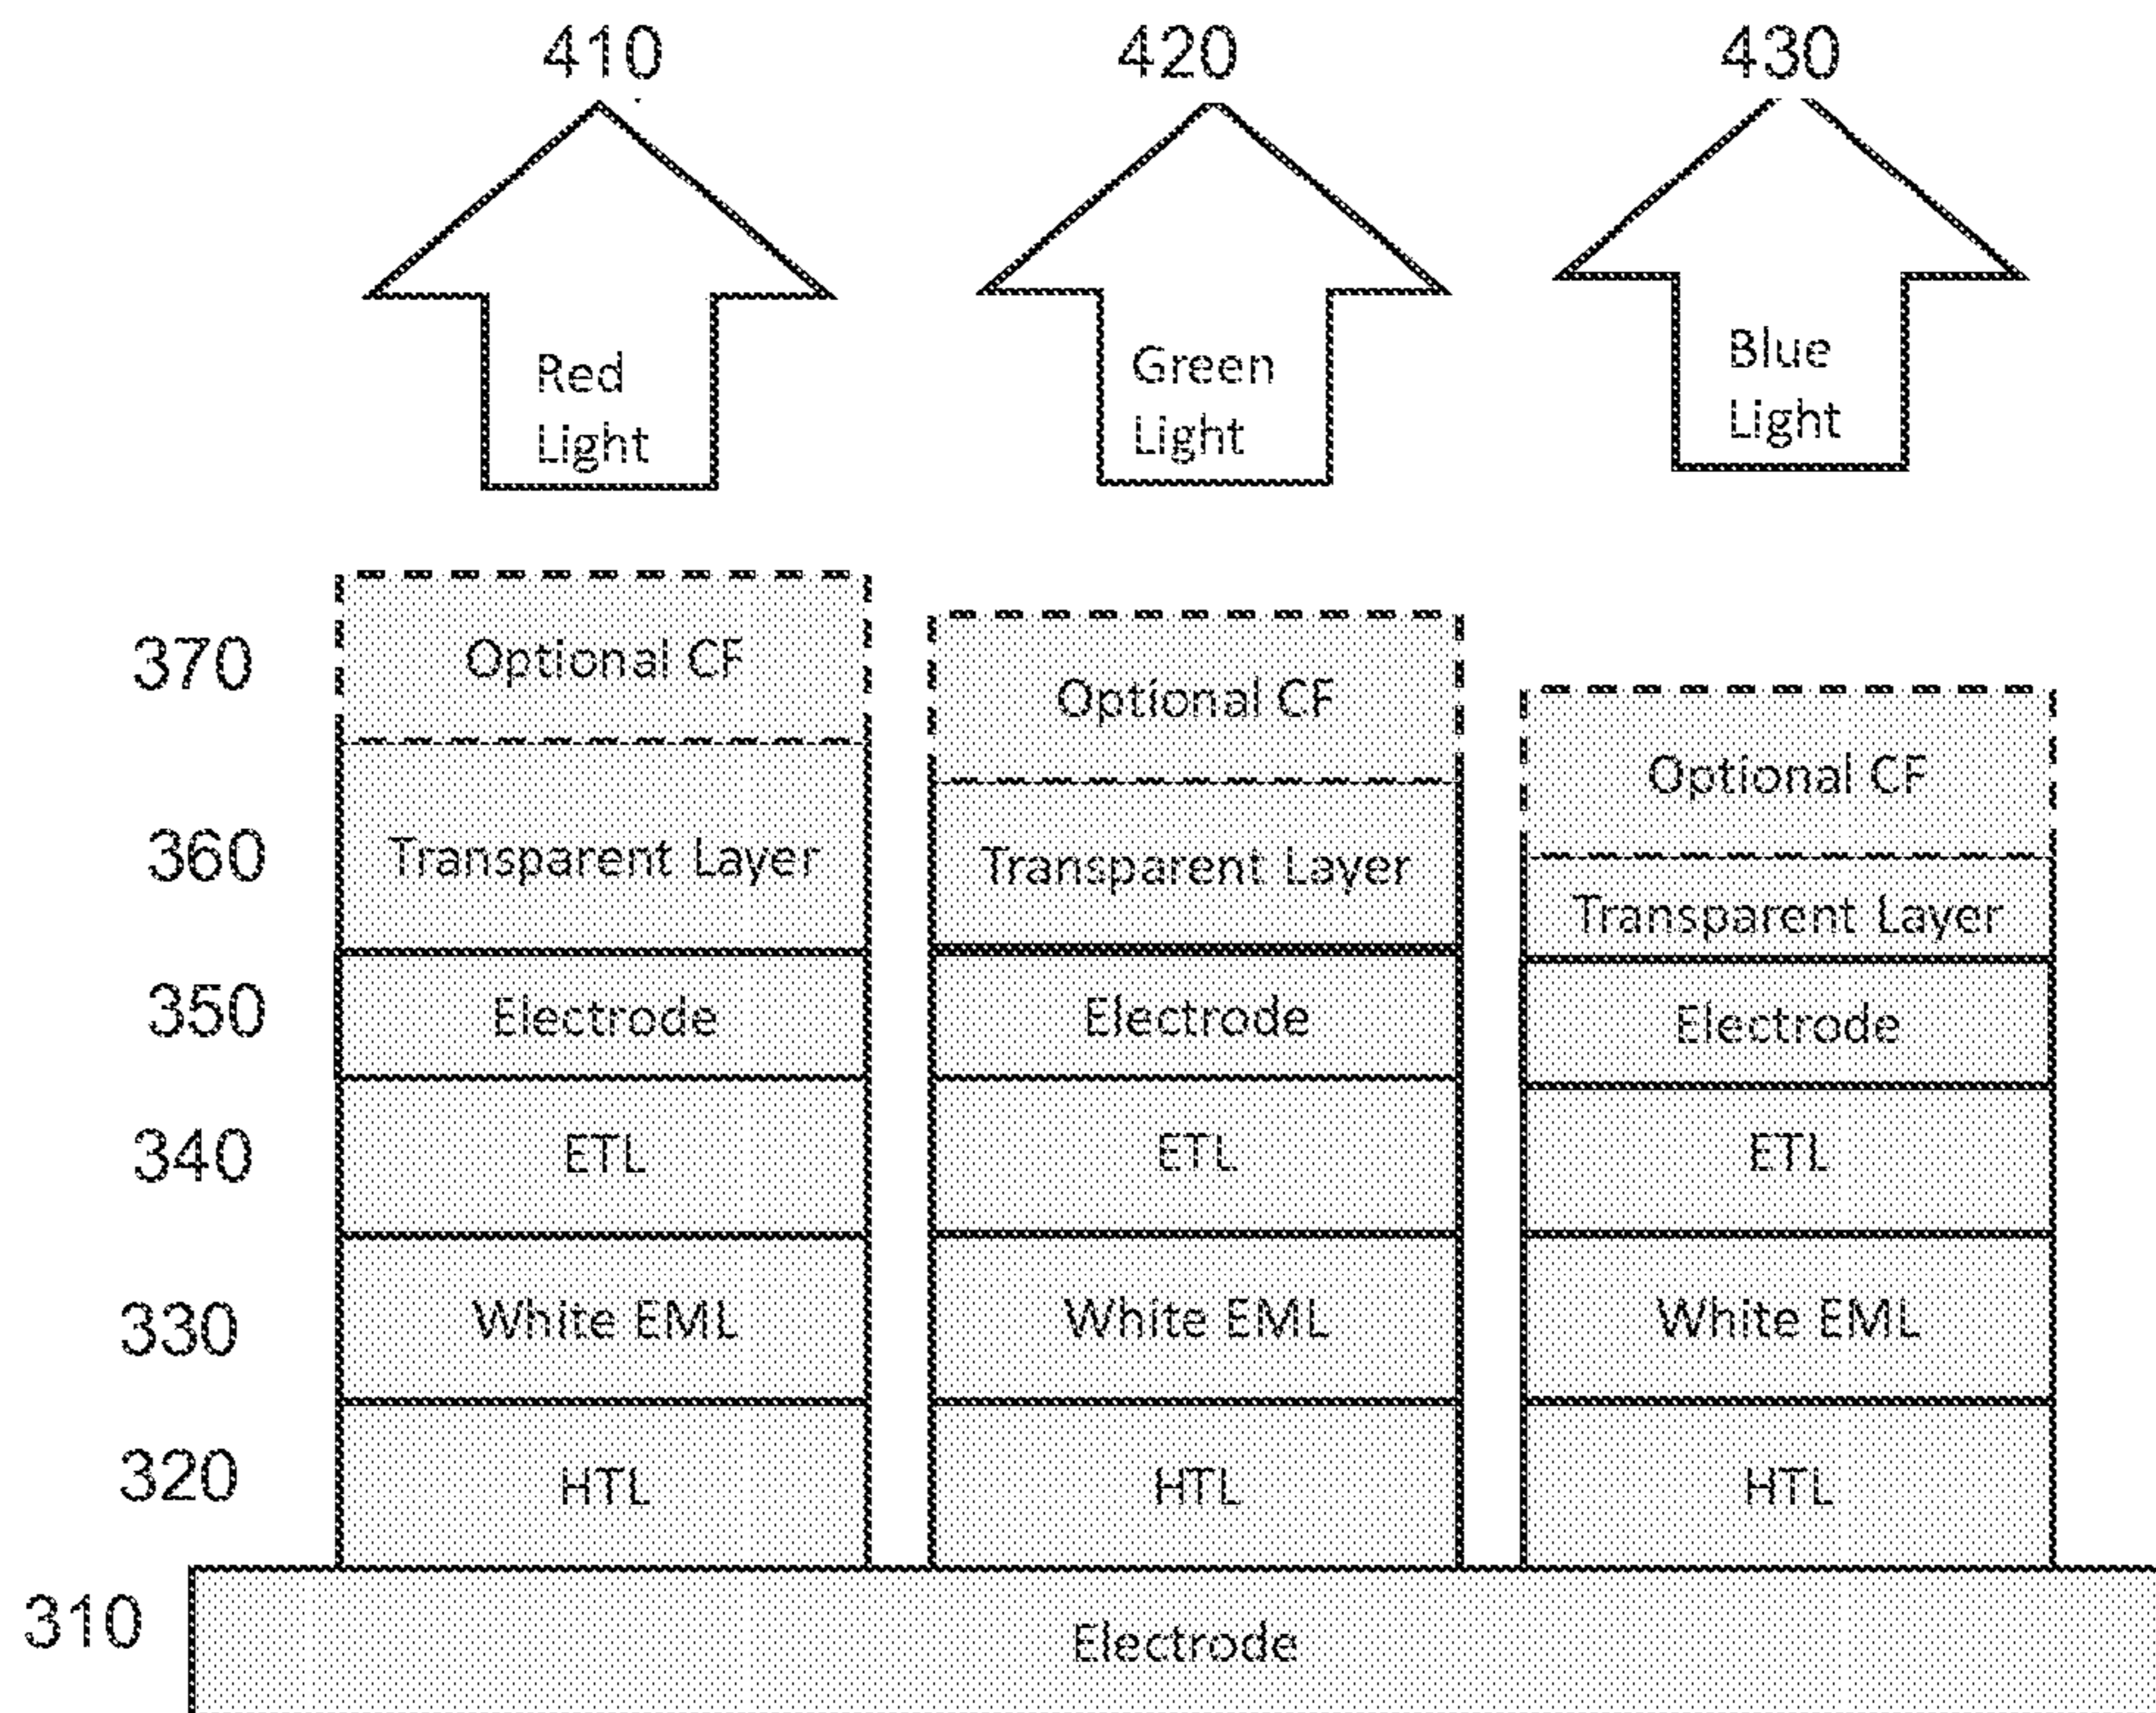 410 420 430
Red Green Blue
Light Light Light
370 Optional CF Optional CF Optional CF
360 Transparent Layer Transparent Layer Transparent Layer
350 Electrode Electrode Electrode
340 ETL ETL ETL
330 White EML White EML White EML
320 HTL HTL HTL
310 Electrode